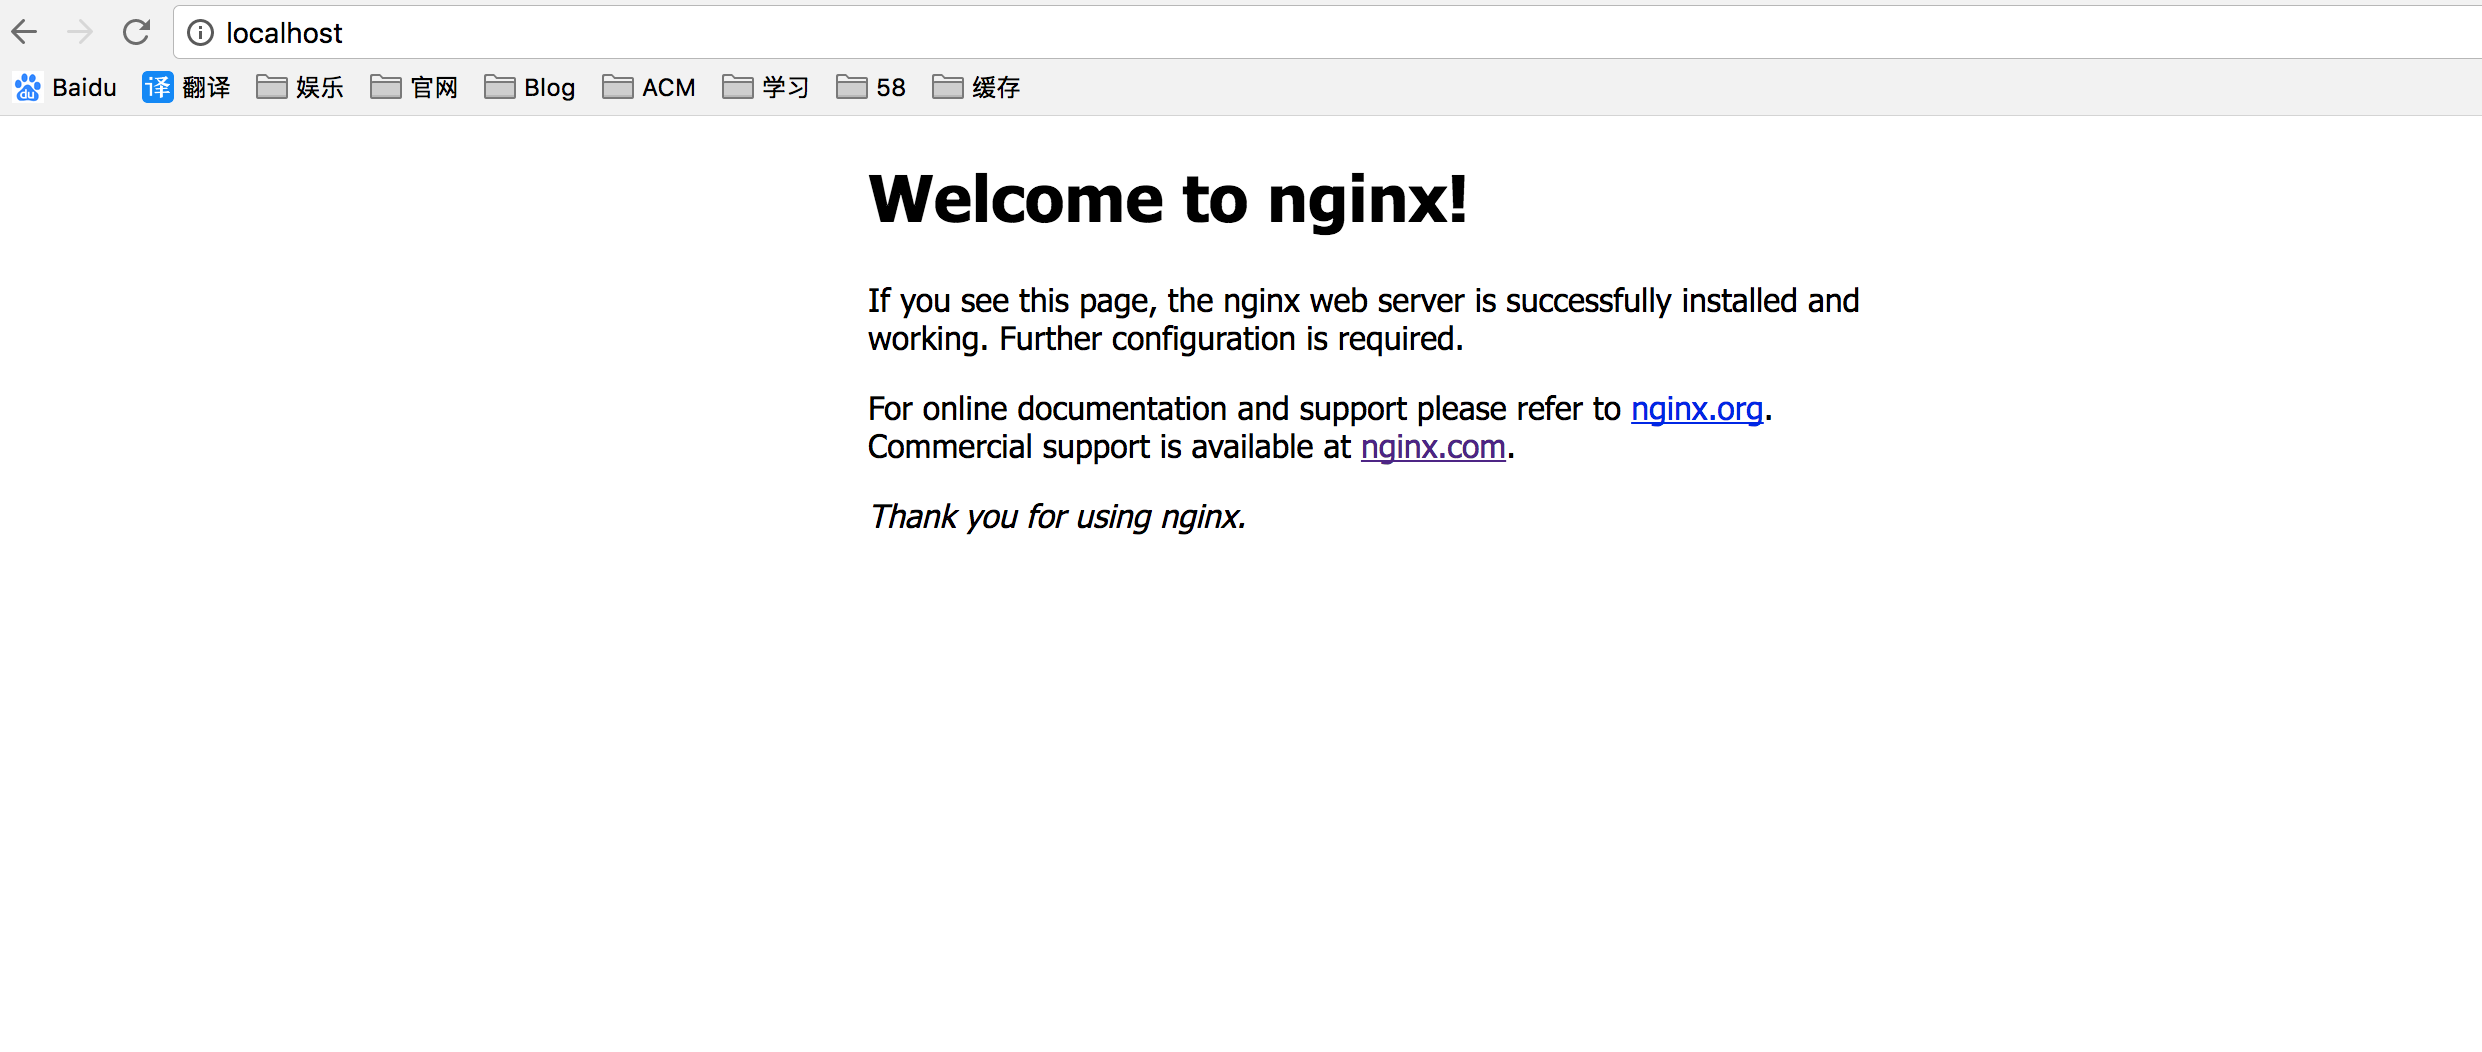 localhost
Baidu 译 翻译 娱乐 官网 Blog ACM 学习 58 缓存
Welcome to nginx!
If you see this page, the nginx web server is successfully installed and
working. Further configuration is required.
For online documentation and support please refer to nginx.org.
Commercial support is available at nginx.com.
Thank you for using nginx.